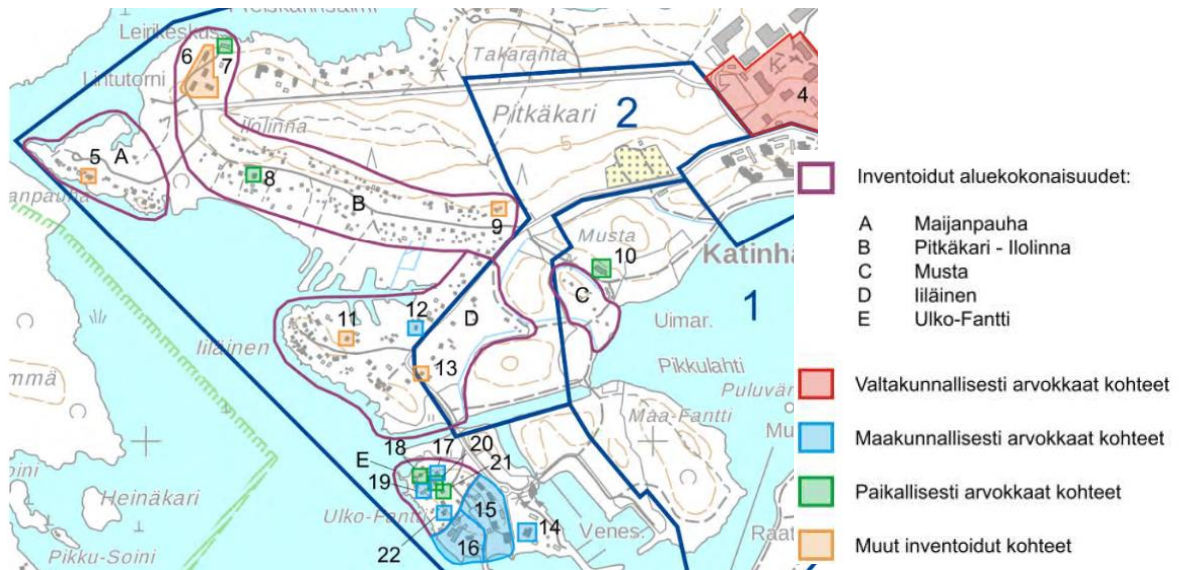 Leirikeskus
Takaranta
6
7
Lintutorni
4
Pitkäkari
2
Ilolinna
5
5
A
8
B
9
Musta
10
Katinhä
C
1
Uimar.
12
D
11
Iiläinen
13
Pikkulahti
Puluvär
Maa-Fantti
18
17
20
E
21
19
15
Heinäkari
Ulko-Fantti
14
Venes.
22
16
Pikku-Soini
Inventoidut aluekokonaisuudet:
A Maijanpauha
B Pitkäkari - Ilolinna
C Musta
D Iiläinen
E Ulko-Fantti
Valtakunnallisesti arvokkaat kohteet
Maakunnallisesti arvokkaat kohteet
Paikallisesti arvokkaat kohteet
Muut inventoidut kohteet